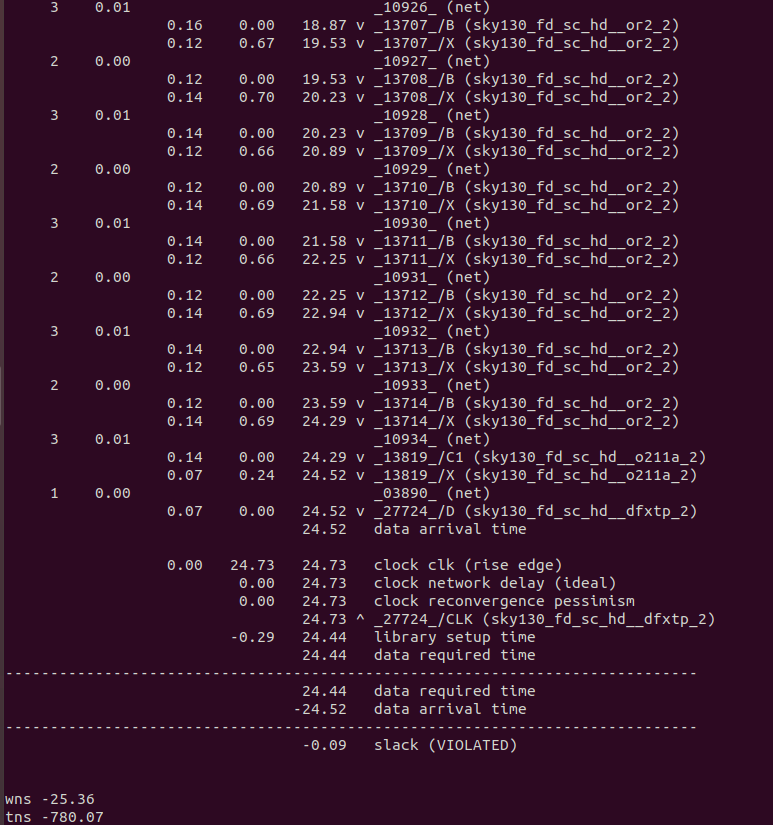 3 0.01 _10926_ (net)
0.16 0.00 18.87 v _13707_/B (sky130_fd_sc_hd__or2_2)
0.12 0.67 19.53 v _13707_/X (sky130_fd_sc_hd__or2_2)
2 0.00 _10927_ (net)
0.12 0.00 19.53 v _13708_/B (sky130_fd_sc_hd__or2_2)
0.14 0.70 20.23 v _13708_/X (sky130_fd_sc_hd__or2_2)
3 0.01 _10928_ (net)
0.14 0.00 20.23 v _13709_/B (sky130_fd_sc_hd__or2_2)
0.12 0.66 20.89 v _13709_/X (sky130_fd_sc_hd__or2_2)
2 0.00 _10929_ (net)
0.12 0.00 20.89 v _13710_/B (sky130_fd_sc_hd__or2_2)
0.14 0.69 21.58 v _13710_/X (sky130_fd_sc_hd__or2_2)
3 0.01 _10930_ (net)
0.14 0.00 21.58 v _13711_/B (sky130_fd_sc_hd__or2_2)
0.12 0.66 22.25 v _13711_/X (sky130_fd_sc_hd__or2_2)
2 0.00 _10931_ (net)
0.12 0.00 22.25 v _13712_/B (sky130_fd_sc_hd__or2_2)
0.14 0.69 22.94 v _13712_/X (sky130_fd_sc_hd__or2_2)
3 0.01 _10932_ (net)
0.14 0.00 22.94 v _13713_/B (sky130_fd_sc_hd__or2_2)
0.12 0.65 23.59 v _13713_/X (sky130_fd_sc_hd__or2_2)
2 0.00 _10933_ (net)
0.12 0.00 23.59 v _13714_/B (sky130_fd_sc_hd__or2_2)
0.14 0.69 24.29 v _13714_/X (sky130_fd_sc_hd__or2_2)
3 0.01 _10934_ (net)
0.14 0.00 24.29 v _13819_/C1 (sky130_fd_sc_hd__o211a_2)
0.07 0.24 24.52 v _13819_/X (sky130_fd_sc_hd__o211a_2)
1 0.00 _03890_ (net)
0.07 0.00 24.52 v _27724_/D (sky130_fd_sc_hd__dfxtp_2)
24.52 data arrival time
0.00 24.73 24.73 clock clk (rise edge)
0.00 24.73 clock network delay (ideal)
0.00 24.73 clock reconvergence pessimism
24.73 ^ _27724_/CLK (sky130_fd_sc_hd__dfxtp_2)
-0.29 24.44 library setup time
24.44 data required time
-----------------------------------------------------------------------------
24.44 data required time
-24.52 data arrival time
-----------------------------------------------------------------------------
-0.09 slack (VIOLATED)
wns -25.36
tns -780.07